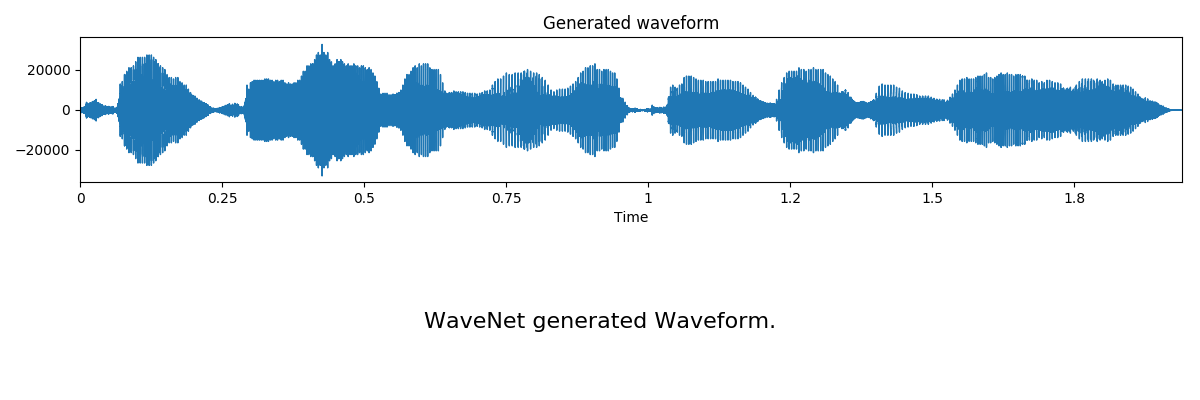 Generated waveform
20000
0
−20000
0 0.25 0.5 0.75 1 1.2 1.5 1.8
Time
WaveNet generated Waveform.